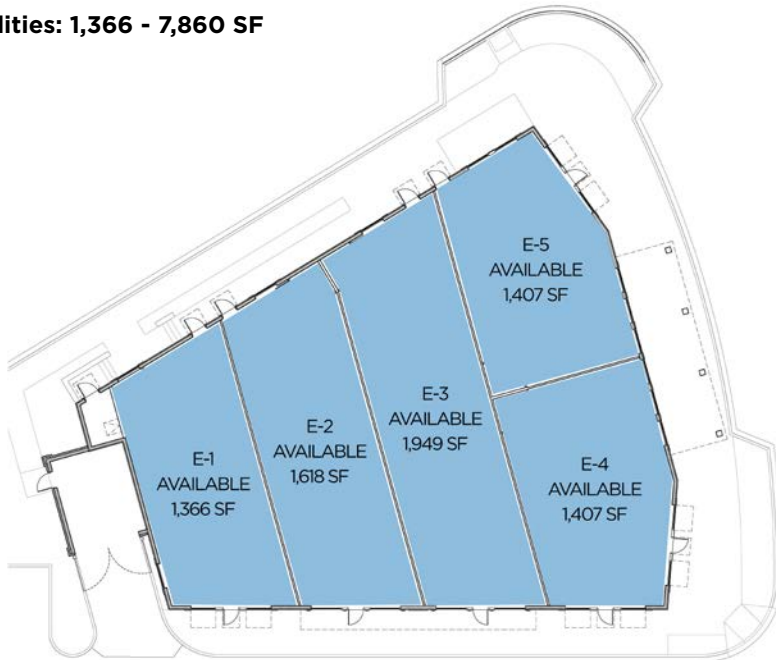 lities: 1,366 - 7,860 SF
E-5
AVAILABLE
1,407 SF
E-3
AVAILABLE
1,949 SF
E-2
AVAILABLE
1,618 SF
E-1
AVAILABLE
1,366 SF
E-4
AVAILABLE
1,407 SF